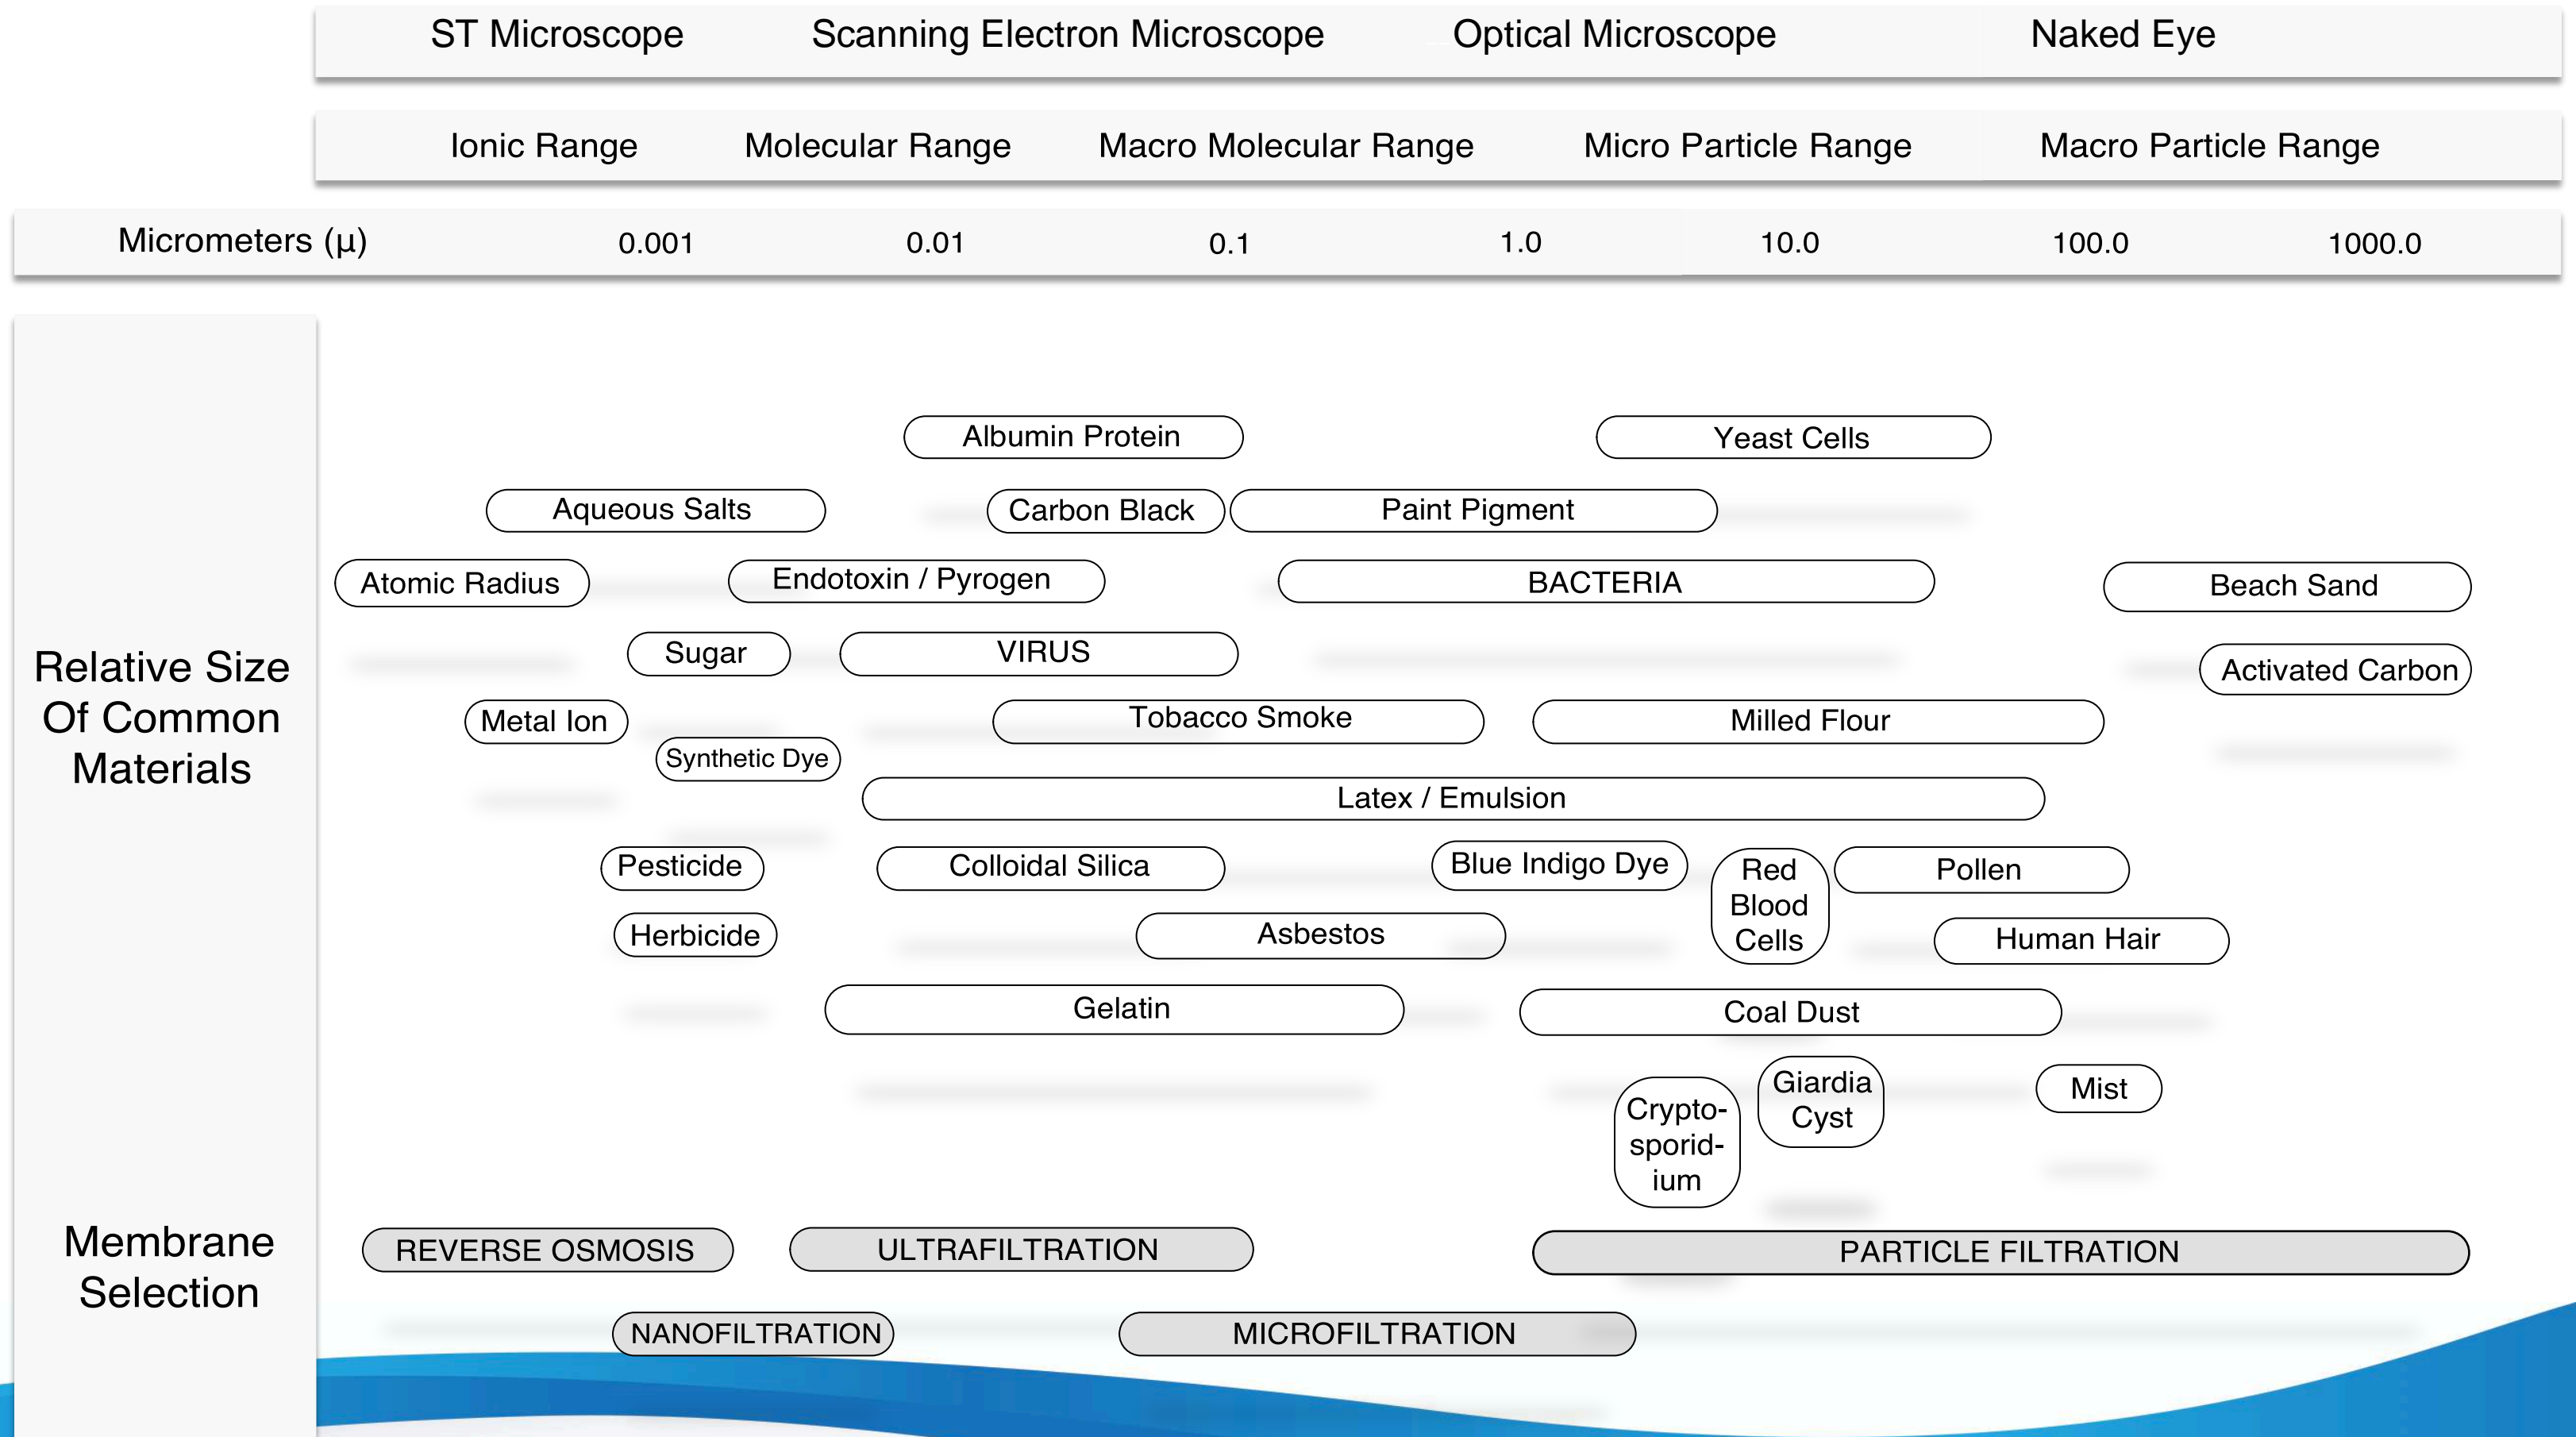 ST Microscope Scanning Electron Microscope Optical Microscope Naked Eye
Ionic Range Molecular Range Macro Molecular Range Micro Particle Range Macro Particle Range
Micrometers (μ) 0.001 0.01 0.1 1.0 10.0 100.0 1000.0
Relative Size
Of Common
Materials
Albumin Protein Yeast Cells
Aqueous Salts Carbon Black Paint Pigment
Atomic Radius Endotoxin / Pyrogen BACTERIA Beach Sand
Sugar VIRUS Activated Carbon
Metal Ion Tobacco Smoke Milled Flour
Synthetic Dye
Latex / Emulsion
Pesticide Colloidal Silica Blue Indigo Dye
Red
Blood
Cells
Pollen
Herbicide Asbestos Human Hair
Gelatin Coal Dust
Crypto-
sporid-
ium
Giardia
Cyst
Mist
Membrane
Selection
REVERSE OSMOSIS ULTRAFILTRATION PARTICLE FILTRATION
NANOFILTRATION MICROFILTRATION